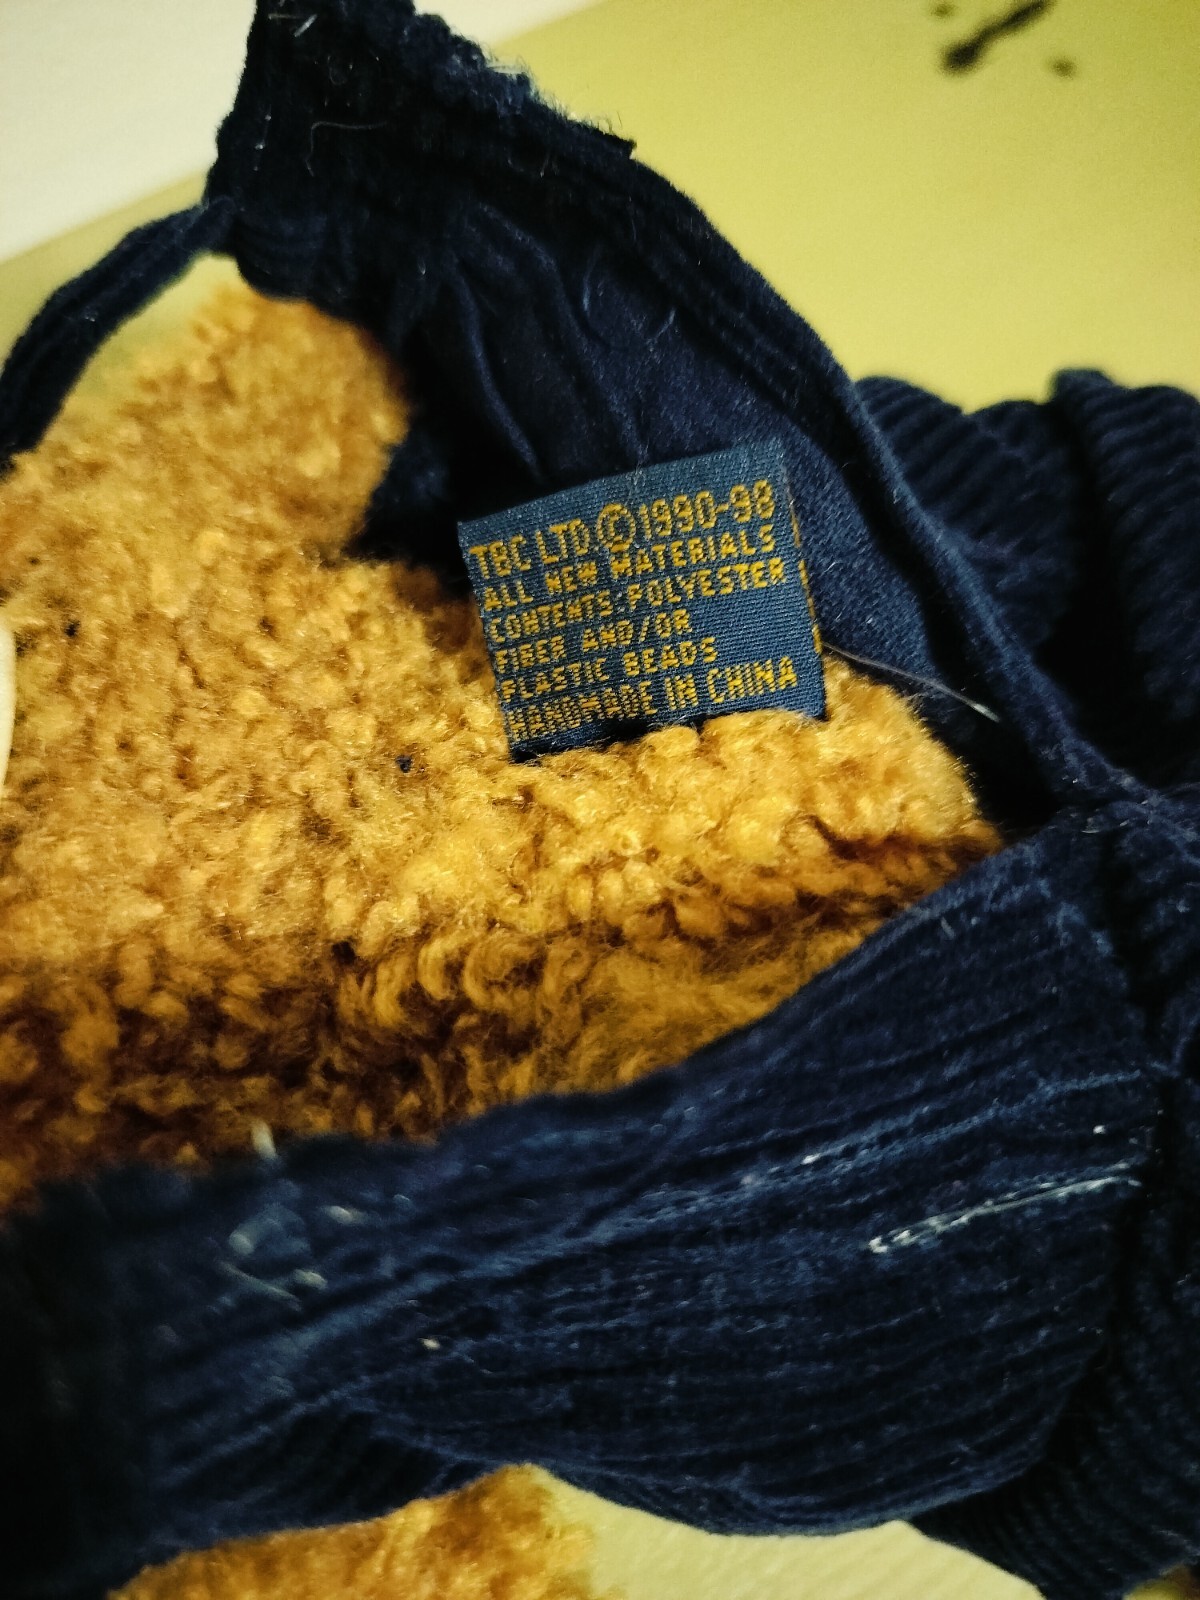 TBC LTD © 1990-98
ALL NEW MATERIALS
CONTENTS: POLYESTER
FIBER AND/OR
PLASTIC BEADS
HANDMADE IN CHINA